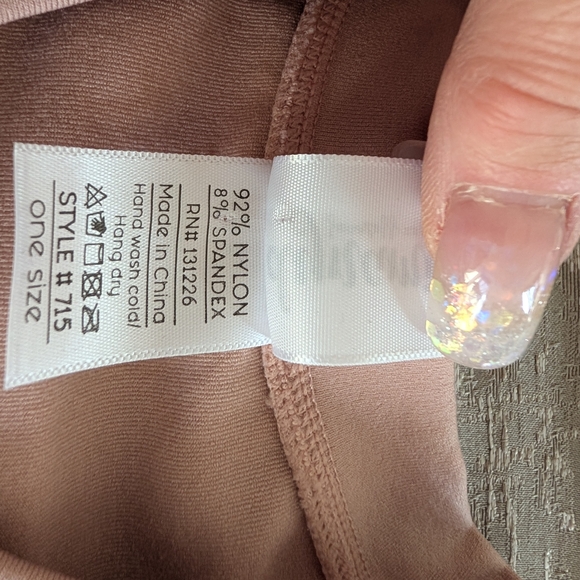 92% NYLON
8% SPANDEX
RN# 131226
Made in China
Hand wash cold/
Hang dry
STYLE # 715
one size